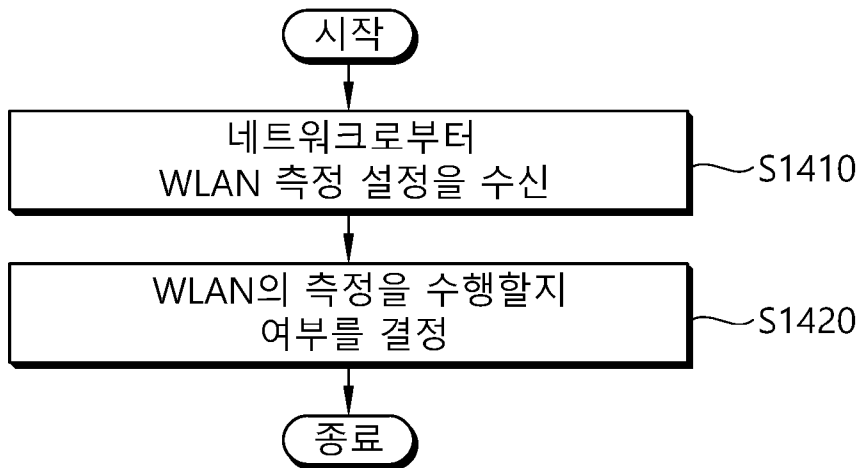 시작
네트워크로부터
WLAN 측정 설정을 수신
S1410
WLAN의 측정을 수행할지
여부를 결정
S1420
종료